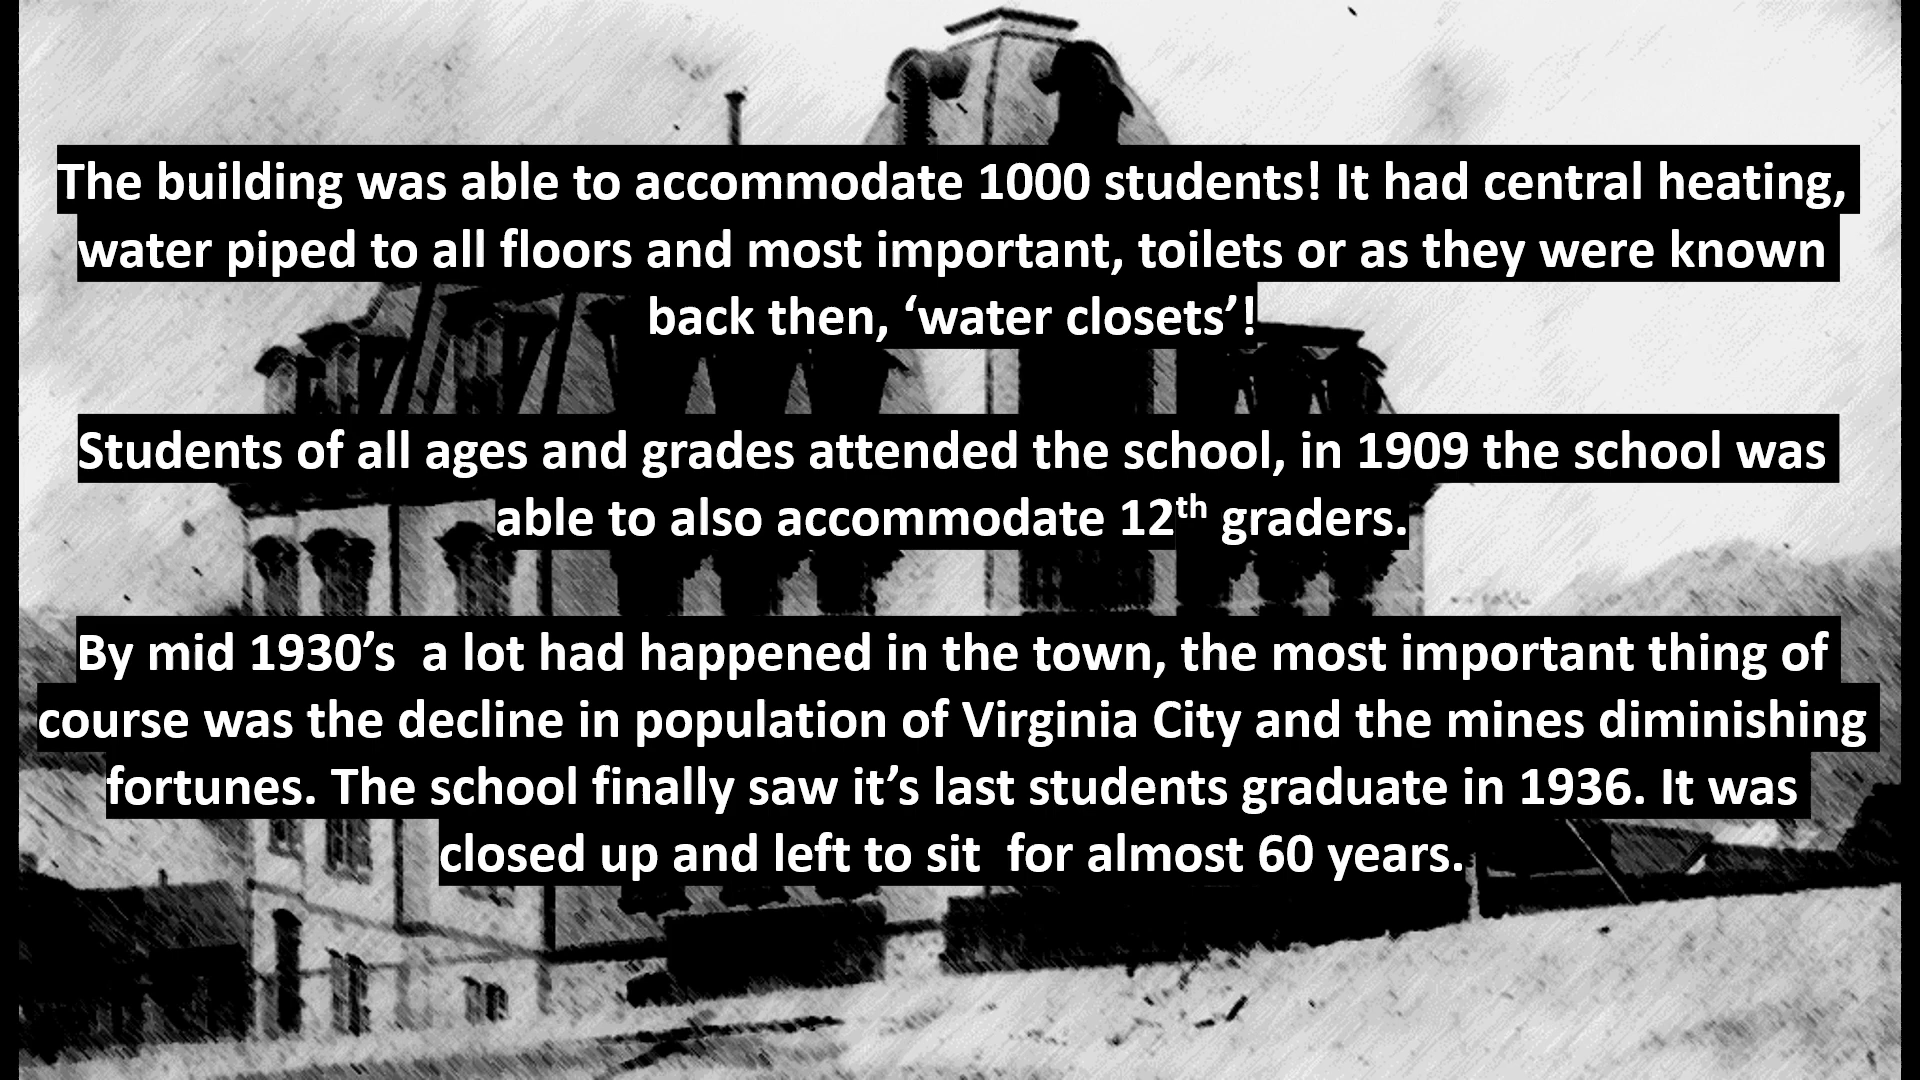 The building was able to accommodate 1000 students! It had central heating,
water piped to all floors and most important, toilets or as they were known
back then, ‘water closets’!
Students of all ages and grades attended the school, in 1909 the school was
able to also accommodate 12th graders.
By mid 1930’s  a lot had happened in the town, the most important thing of
course was the decline in population of Virginia City and the mines diminishing
fortunes. The school finally saw it’s last students graduate in 1936. It was
closed up and left to sit  for almost 60 years.